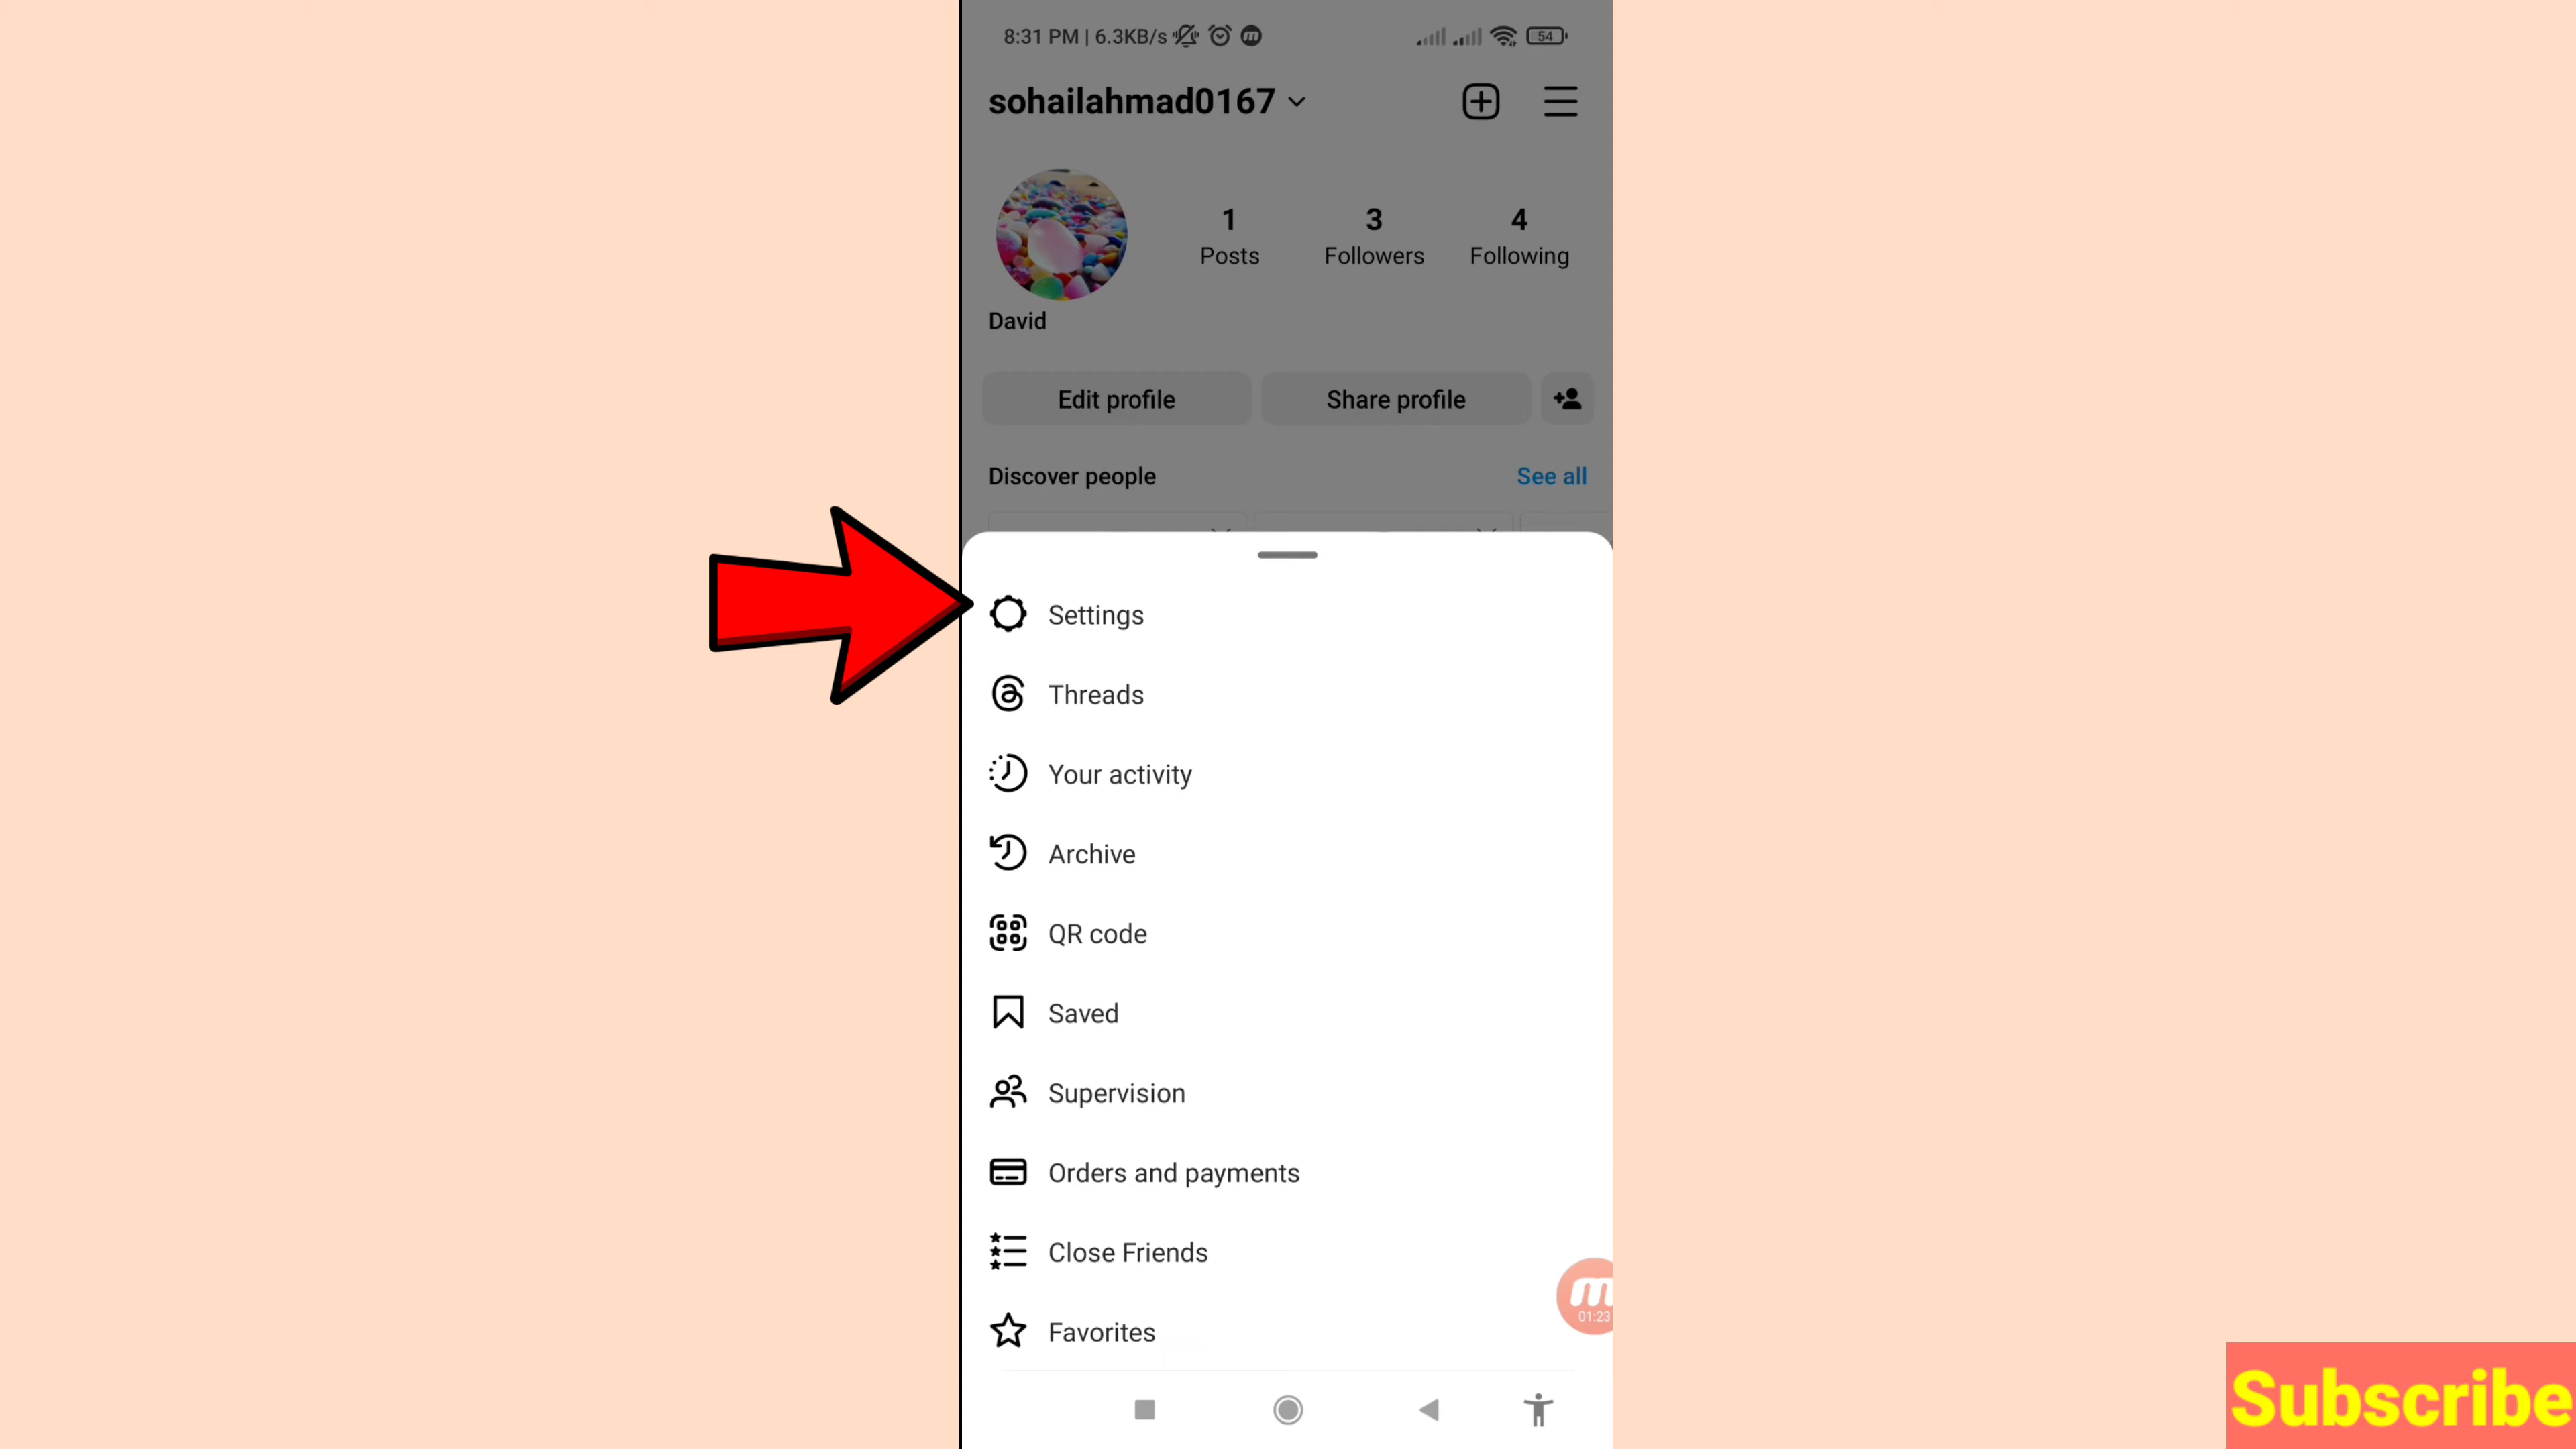 8:31 PM | 6.3KB/s
54
sohailahmad0167
1 3 4
Posts Followers Following
David
Edit profile Share profile
Discover people See all
Settings
Threads
Your activity
Archive
QR code
Saved
Supervision
Orders and payments
Close Friends
01:23
Favorites
Subscribe